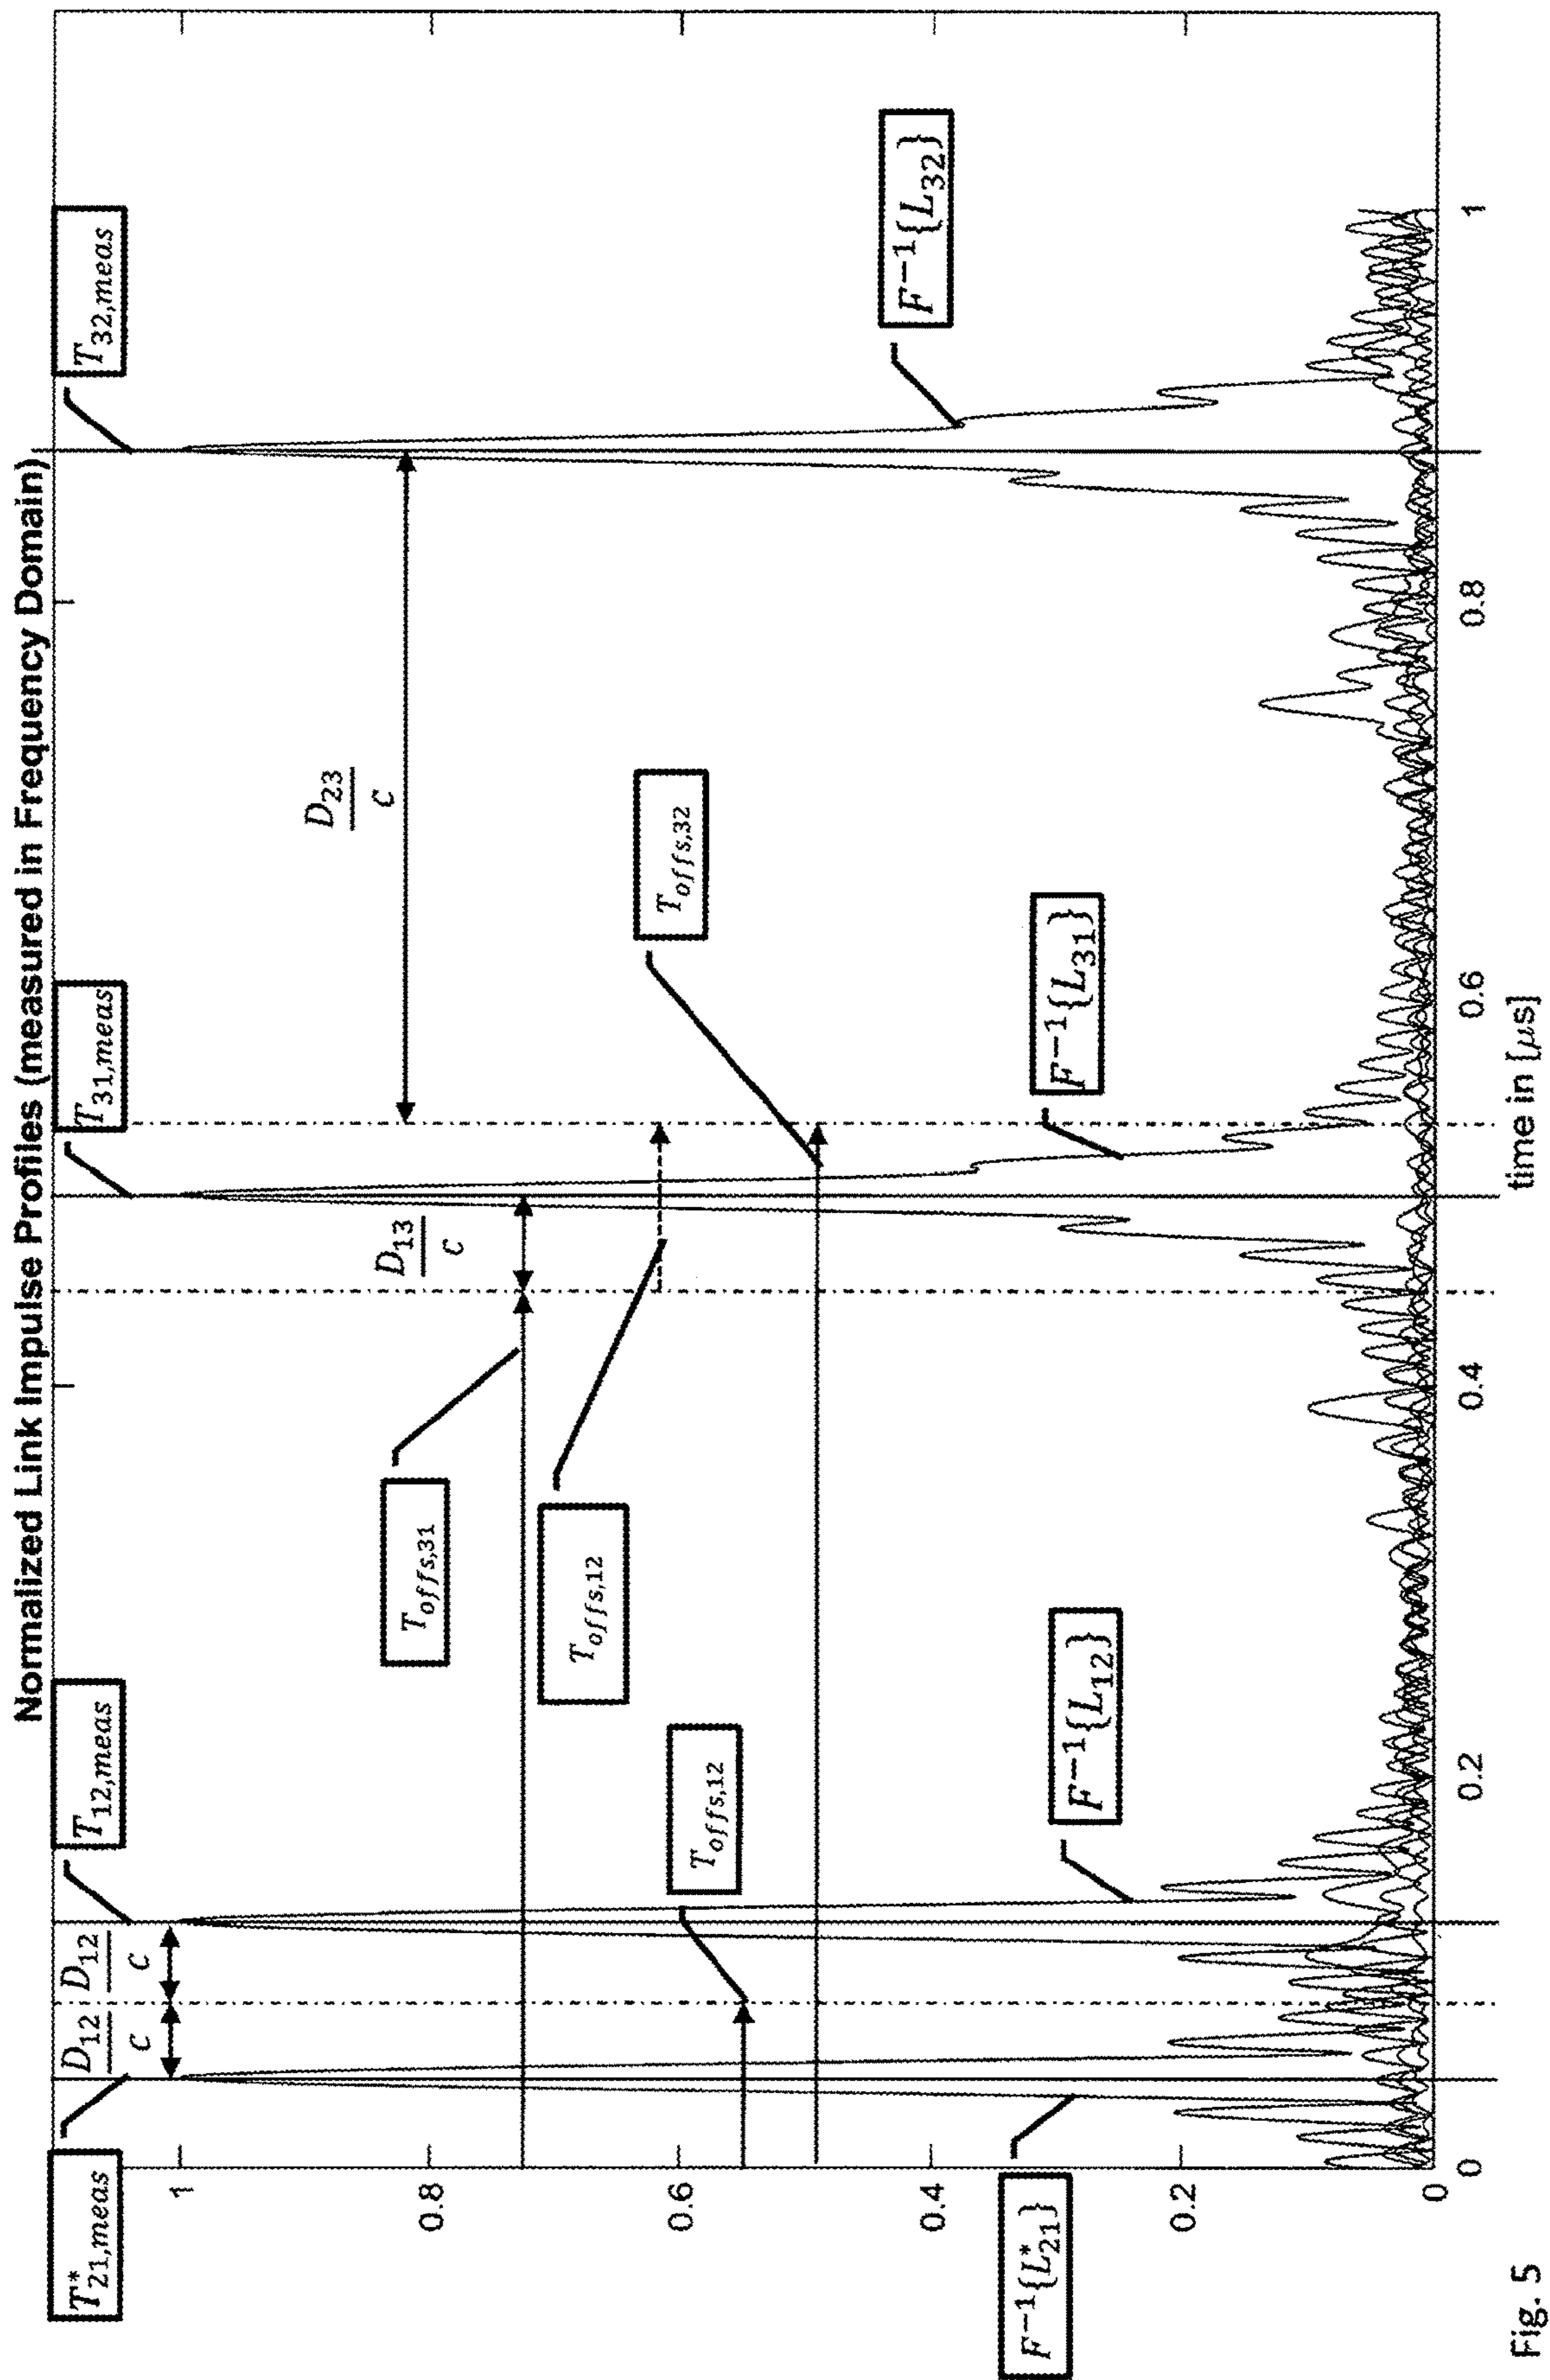 Normalized Link Impulse Profiles (measured in Frequency Domain)
T*21,meas
T12,meas
T31,meas
T32,meas
D12
c
D12
c
D13
c
D23
c
Toffs,31
Toffs,12
Toffs,12
Toffs,32
F−1{L*21}
F−1{L12}
F−1{L31}
F−1{L32}
1
0.8
0.6
0.4
0.2
0
0
0.2
0.4
0.6
0.8
1
time in [μs]
Fig. 5